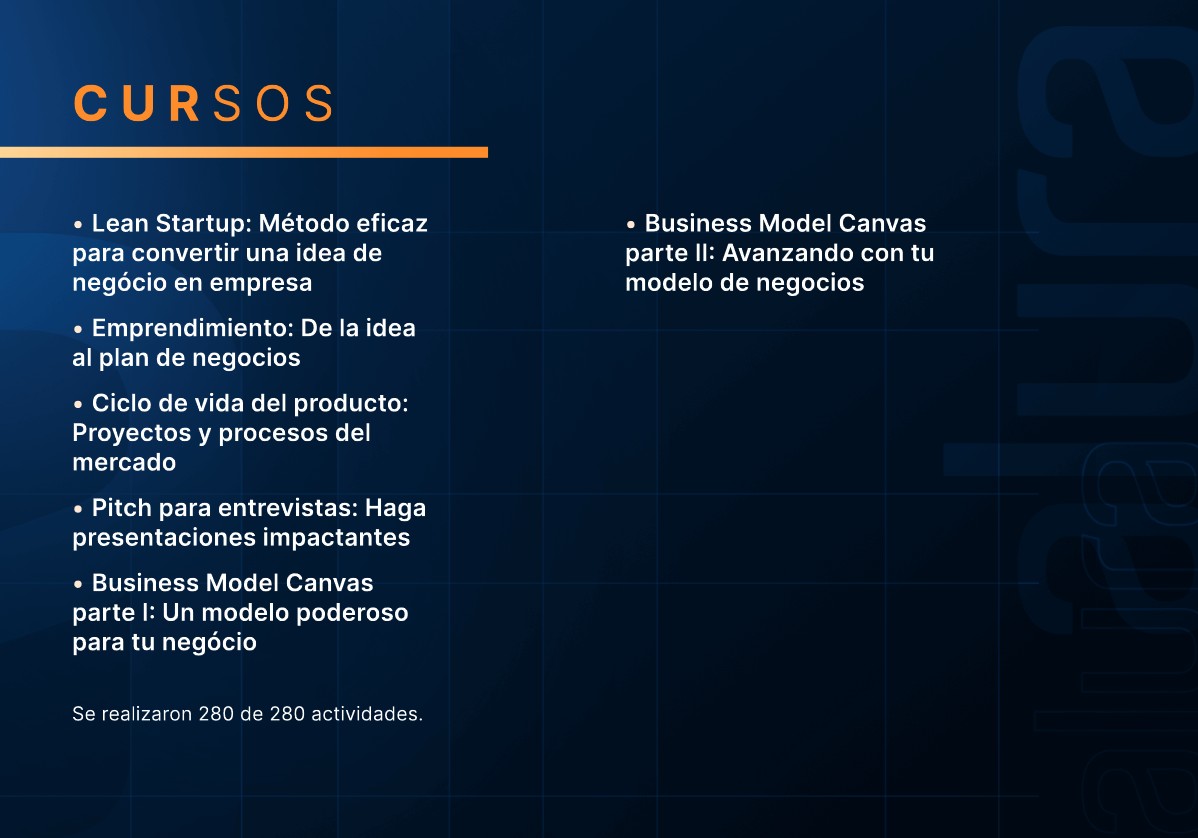 CURSOS
• Lean Startup: Método eficaz
para convertir una idea de
negócio en empresa
• Emprendimiento: De la idea
al plan de negocios
• Ciclo de vida del producto:
Proyectos y procesos del
mercado
• Pitch para entrevistas: Haga
presentaciones impactantes
• Business Model Canvas
parte I: Un modelo poderoso
para tu negócio
• Business Model Canvas
parte II: Avanzando con tu
modelo de negocios
Se realizaron 280 de 280 actividades.
alura
alura